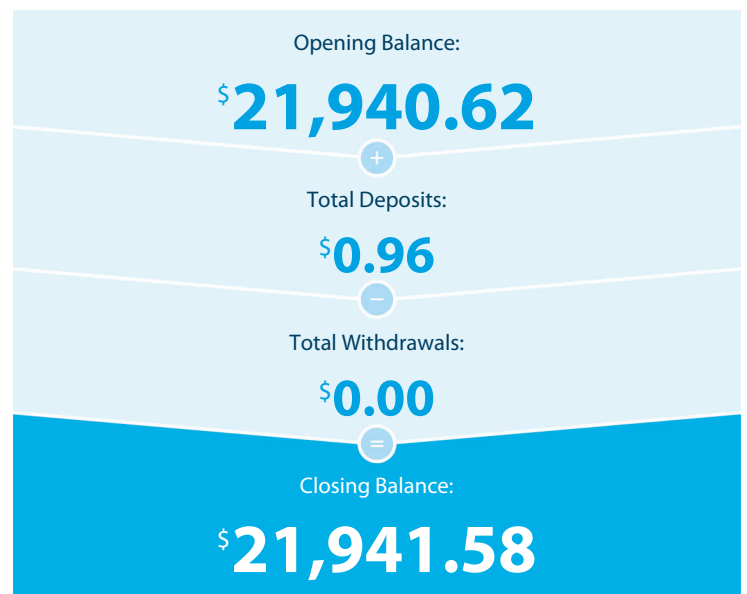 Opening Balance:
$21,940.62
+
Total Deposits:
$0.96
−
Total Withdrawals:
$0.00
=
Closing Balance:
$21,941.58